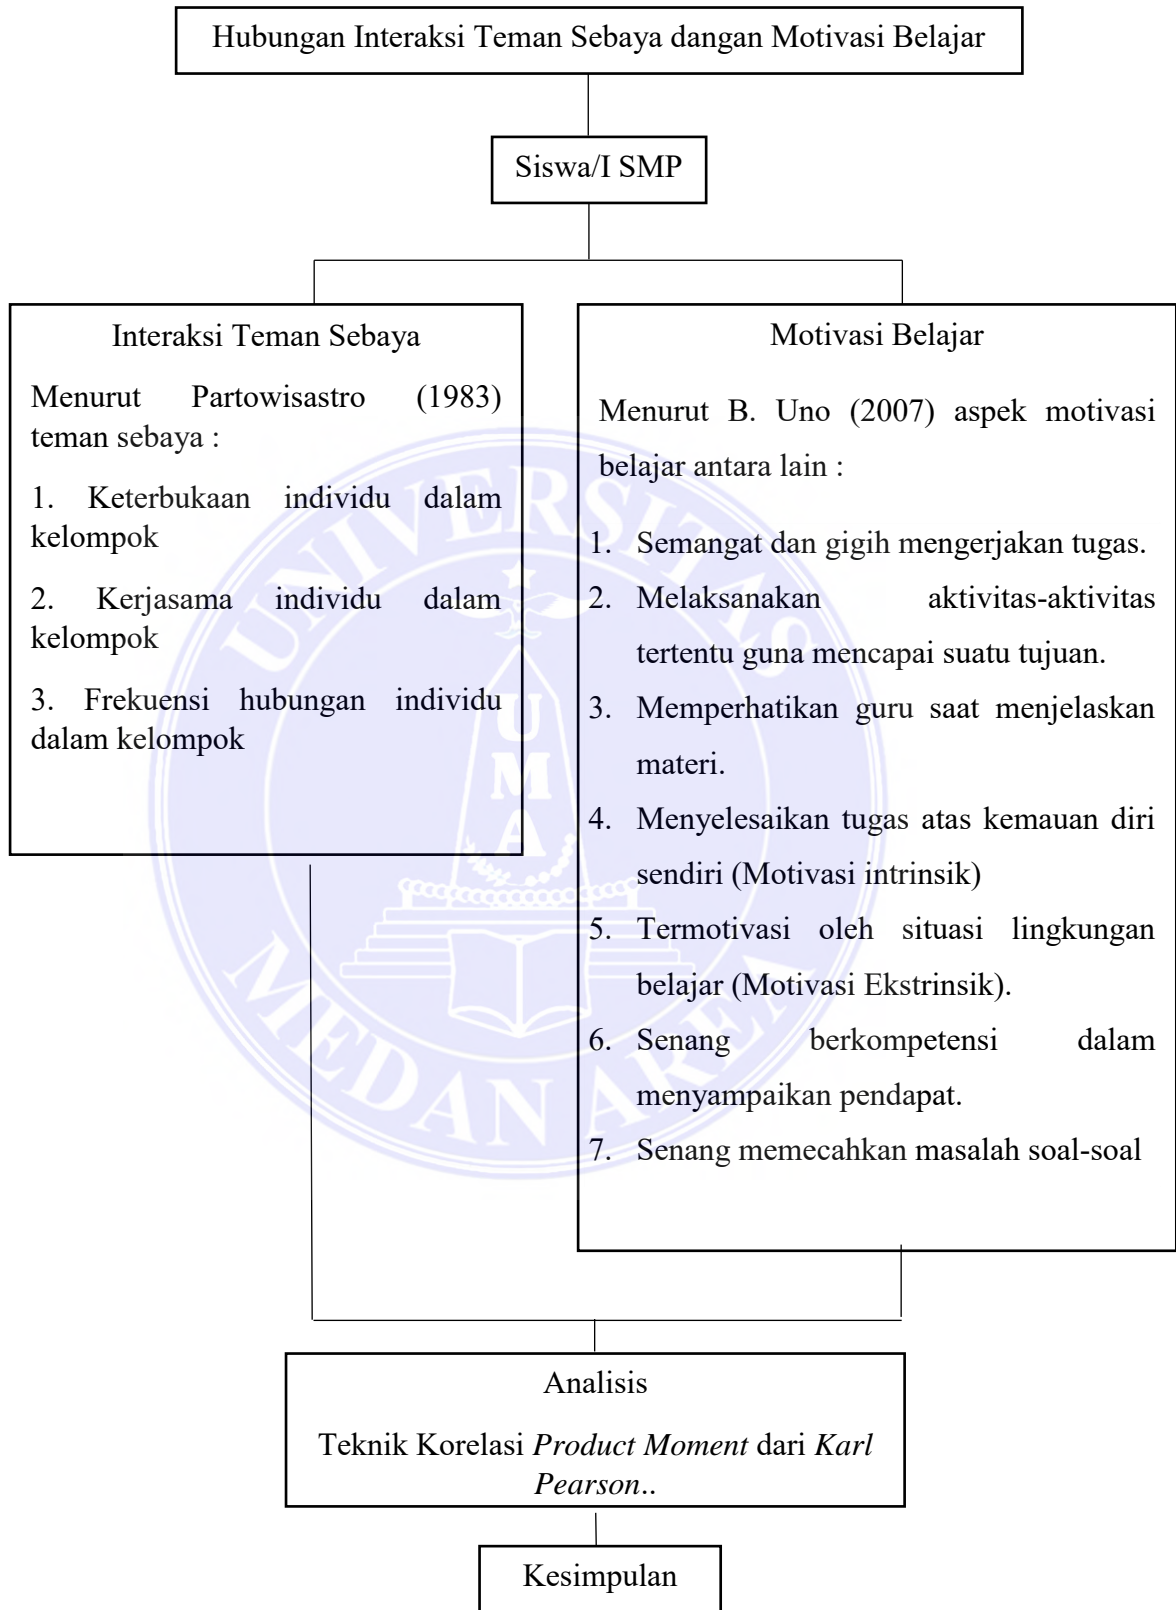 Hubungan Interaksi Teman Sebaya dangan Motivasi Belajar
Siswa/I SMP
Interaksi Teman Sebaya
Menurut Partowisastro (1983)
teman sebaya :
1. Keterbukaan individu dalam
kelompok
2. Kerjasama individu dalam
kelompok
3. Frekuensi hubungan individu
dalam kelompok
Motivasi Belajar
Menurut B. Uno (2007) aspek motivasi
belajar antara lain :
1. Semangat dan gigih mengerjakan tugas.
2. Melaksanakan aktivitas-aktivitas
tertentu guna mencapai suatu tujuan.
3. Memperhatikan guru saat menjelaskan
materi.
4. Menyelesaikan tugas atas kemauan diri
sendiri (Motivasi intrinsik)
5. Termotivasi oleh situasi lingkungan
belajar (Motivasi Ekstrinsik).
6. Senang berkompetensi dalam
menyampaikan pendapat.
7. Senang memecahkan masalah soal-soal
Analisis
Teknik Korelasi Product Moment dari Karl
Pearson..
Kesimpulan
UNIVERSITAS
UMA
MEDAN AREA